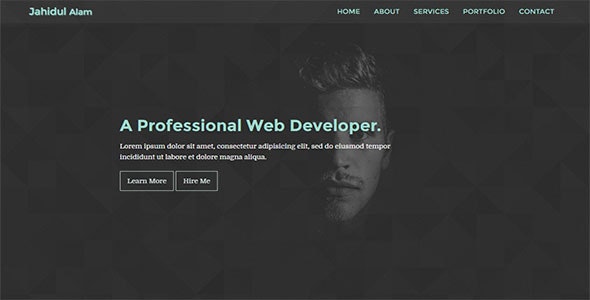 Jahidul Alam
HOME ABOUT SERVICES PORTFOLIO CONTACT
A Professional Web Developer.
Lorem ipsum dolor sit amet, consectetur adipisicing elit, sed do eiusmod tempor
incididunt ut labore et dolore magna aliqua.
Learn More Hire Me